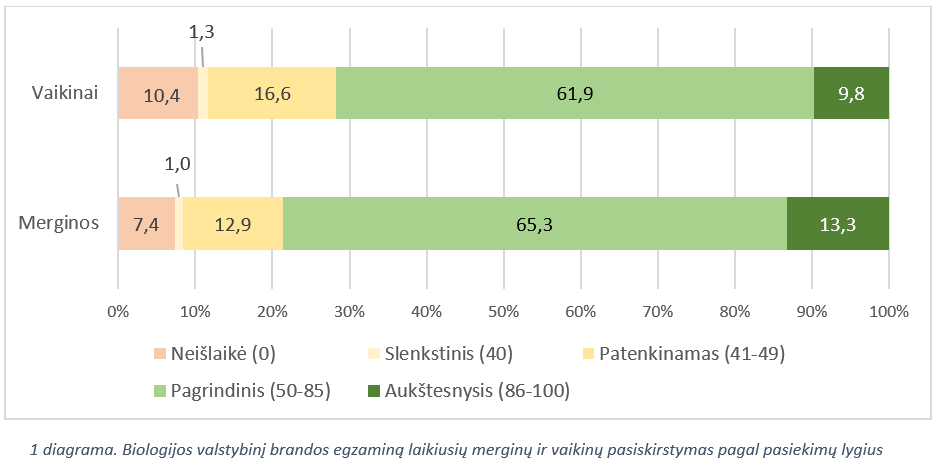 1,3
Vaikinai 10,4 16,6 61,9 9,8
1,0
Merginos 7,4 12,9 65,3 13,3
0% 10% 20% 30% 40% 50% 60% 70% 80% 90% 100%
Neišlaikė (0) Slenkstinis (40) Patenkinamas (41-49)
Pagrindinis (50-85) Aukštesnysis (86-100)
1 diagrama. Biologijos valstybinį brandos egzaminą laikiusių merginų ir vaikinų pasiskirstymas pagal pasiekimų lygius